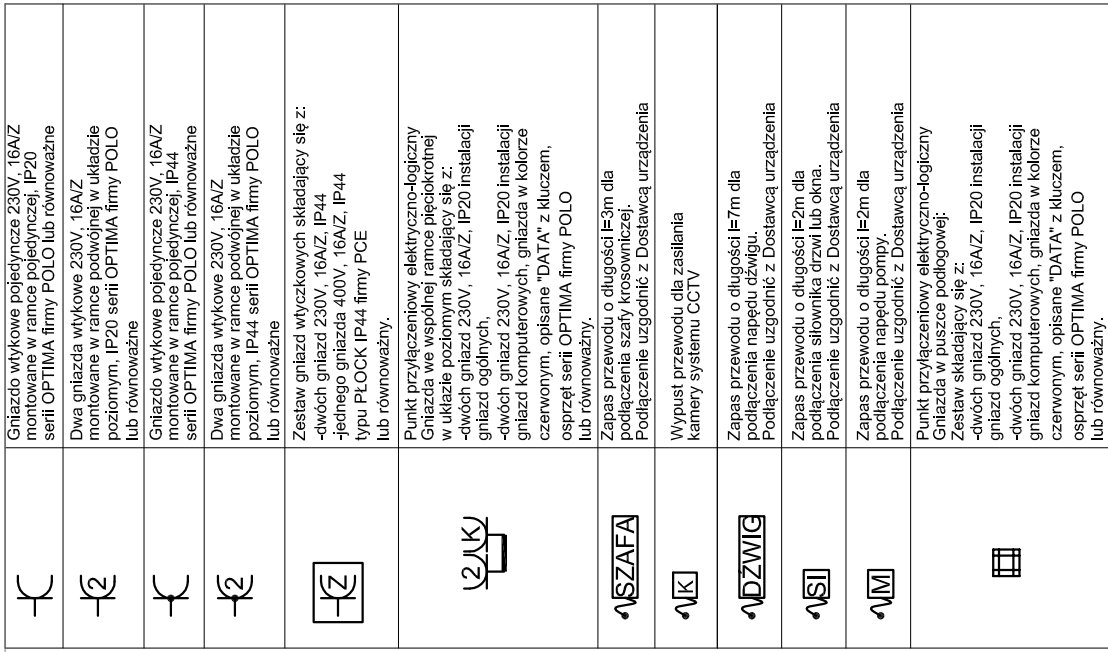 Gniazdo wtykowe pojedyncze 230V, 16A/Z
montowane w ramce pojedynczej, IP20
serii OPTIMA firmy POLO lub równoważne
2
Dwa gniazda wtykowe 230V, 16A/Z
montowane w ramce podwójnej w układzie
poziomym, IP20 serii OPTIMA firmy POLO
lub równoważne
Gniazdo wtykowe pojedyncze 230V, 16A/Z
montowane w ramce pojedynczej, IP44
serii OPTIMA firmy POLO lub równoważne
2
Dwa gniazda wtykowe 230V, 16A/Z
montowane w ramce podwójnej w układzie
poziomym, IP44 serii OPTIMA firmy POLO
lub równoważne
Z
Zestaw gniazd wtyczkowych składający się z:
-dwóch gniazd 230V, 16A/Z, IP44
-jednego gniazda 400V, 16A/Z, IP44
typu PŁOCK IP44 firmy PCE
lub równoważny.
2 K
Punkt przyłączeniowy elektryczno-logiczny
Gniazda we wspólnej ramce pięciokrotnej
w układzie poziomym składający się z:
-dwóch gniazd 230V, 16A/Z, IP20 instalacji
gniazd ogólnych,
-dwóch gniazd 230V, 16A/Z, IP20 instalacji
gniazd komputerowych, gniazda w kolorze
czerwonym, opisane "DATA" z kluczem,
osprzęt serii OPTIMA firmy POLO
lub równoważny.
SZAFA
Zapas przewodu o długości l=3m dla
podłączenia szafy krosowniczej.
Podłączenie uzgodnić z Dostawcą urządzenia
K
Wypust przewodu dla zasilania
kamery systemu CCTV
DŹWIG
Zapas przewodu o długości l=7m dla
podłączenia napędu dźwigu.
Podłączenie uzgodnić z Dostawcą urządzenia
SI
Zapas przewodu o długości l=2m dla
podłączenia siłownika drzwi lub okna.
Podłączenie uzgodnić z Dostawcą urządzenia
M
Zapas przewodu o długości l=2m dla
podłączenia napędu pompy.
Podłączenie uzgodnić z Dostawcą urządzenia
Punkt przyłączeniowy elektryczno-logiczny
Gniazda w puszce podłogowej:
Zestaw składający się z:
-dwóch gniazd 230V, 16A/Z, IP20 instalacji
gniazd ogólnych,
-dwóch gniazd 230V, 16A/Z, IP20 instalacji
gniazd komputerowych, gniazda w kolorze
czerwonym, opisane "DATA" z kluczem,
osprzęt serii OPTIMA firmy POLO
lub równoważny.